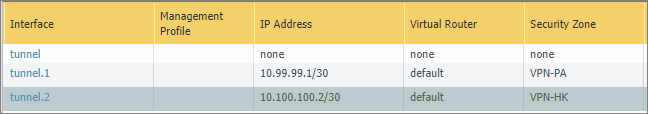 Interface Management Profile IP Address Virtual Router Security Zone
tunnel none none none
tunnel.1 10.99.99.1/30 default VPN-PA
tunnel.2 10.100.100.2/30 default VPN-HK